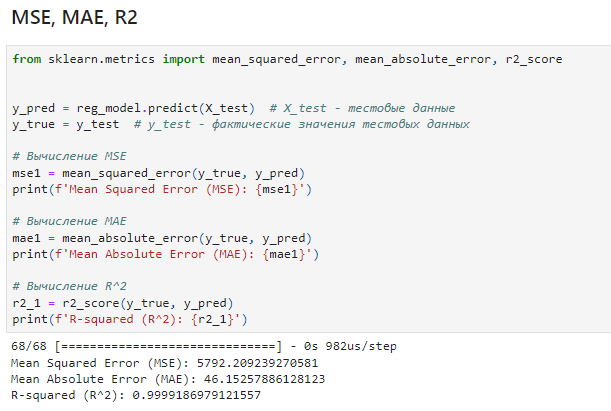 MSE, MAE, R2
from sklearn.metrics import mean_squared_error, mean_absolute_error, r2_score
y_pred = reg_model.predict(X_test)  # X_test - тестовые данные
y_true = y_test  # y_test - фактические значения тестовых данных
# Вычисление MSE
mse1 = mean_squared_error(y_true, y_pred)
print(f'Mean Squared Error (MSE): {mse1}')
# Вычисление MAE
mae1 = mean_absolute_error(y_true, y_pred)
print(f'Mean Absolute Error (MAE): {mae1}')
# Вычисление R^2
r2_1 = r2_score(y_true, y_pred)
print(f'R-squared (R^2): {r2_1}')
68/68 [==============================] - 0s 982us/step
Mean Squared Error (MSE): 5792.209239270581
Mean Absolute Error (MAE): 46.15257886128123
R-squared (R^2): 0.9999186979121557